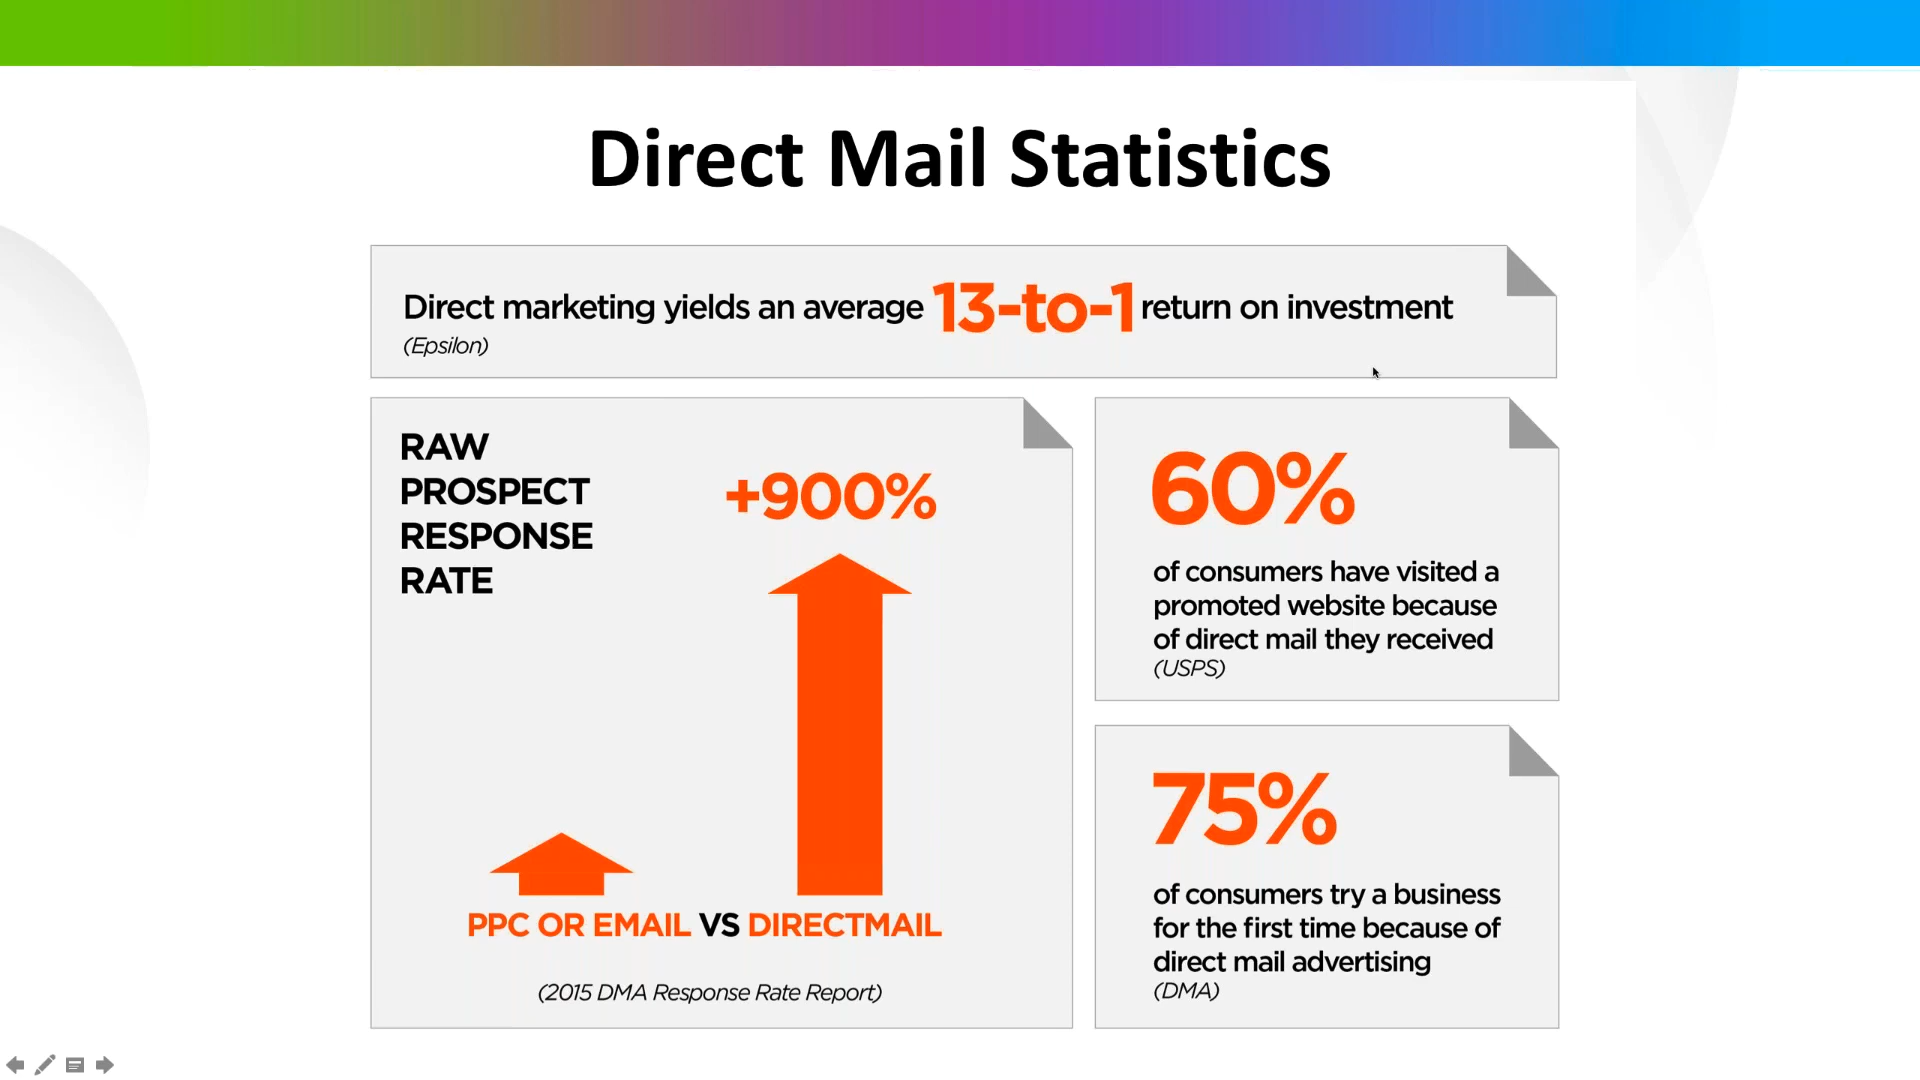 Direct Mail Statistics
Direct marketing yields an average 13-to-1 return on investment
(Epsilon)
RAW
PROSPECT
RESPONSE
RATE
+900%
PPC OR EMAIL VS DIRECTMAIL
(2015 DMA Response Rate Report)
60%
of consumers have visited a
promoted website because
of direct mail they received
(USPS)
75%
of consumers try a business
for the first time because of
direct mail advertising
(DMA)